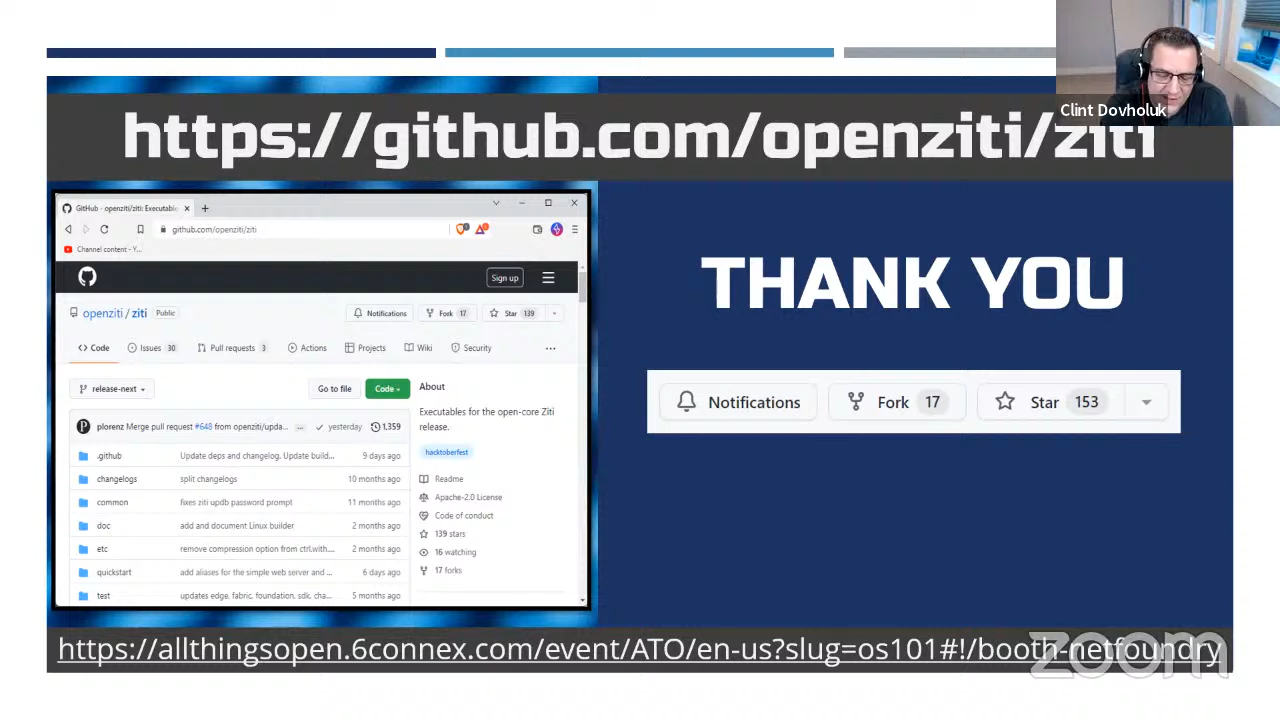 Clint Dovholuk
https://github.com/openziti/ziti
GitHub - openziti/ziti: Executable
github.com/openziti/ziti
Channel content - Y...
Sign up
openziti / ziti Public
Notifications Fork 17 Star 139
Code Issues 30 Pull requests 3 Actions Projects Wiki Security ...
release-next Go to file Code
plorenz Merge pull request #648 from openziti/upda... ... yesterday 1,359
.github Update deps and changelog. Update build... 9 days ago
changelogs split changelogs 10 months ago
common fixes ziti updb password prompt 11 months ago
doc add and document Linux builder 2 months ago
etc remove compression option from ctrl.with... 2 months ago
quickstart add aliases for the simple web server and ... 6 days ago
test updates edge, fabric, foundation, sdk, cha... 5 months ago
About
Executables for the open-core Ziti
release.
hacktoberfest
Readme
Apache-2.0 License
Code of conduct
139 stars
16 watching
17 forks
THANK YOU
Notifications Fork 17 Star 153
https://allthingsopen.6connex.com/event/ATO/en-us?slug=os101#!/booth-netfoundry
zoom